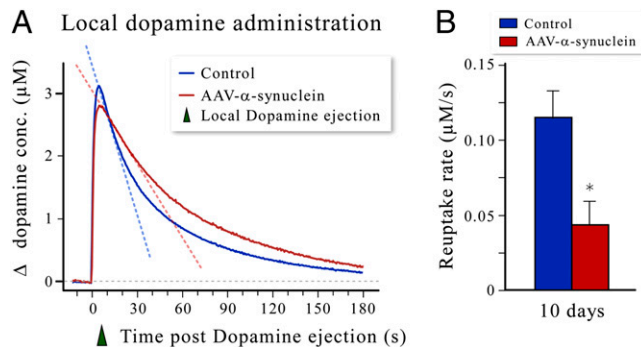 A
Local dopamine administration
Δ dopamine conc. (µM)
3
2
1
0
Control
AAV-α-synuclein
Local Dopamine ejection
0 30 60 90 120 150 180
Time post Dopamine ejection (s)
B
Control
AAV-α-synuclein
Reuptake rate (µM/s)
0.15
0.10
0.05
0
*
10 days